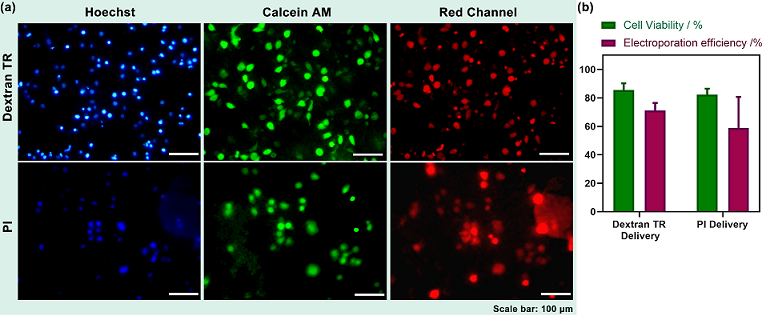 (a)
Hoechst
Calcein AM
Red Channel
Dextran TR
PI
Scale bar: 100 µm
(b)
Cell Viability / %
Electroporation efficiency /%
100
80
60
40
20
0
Dextran TR
Delivery
PI Delivery